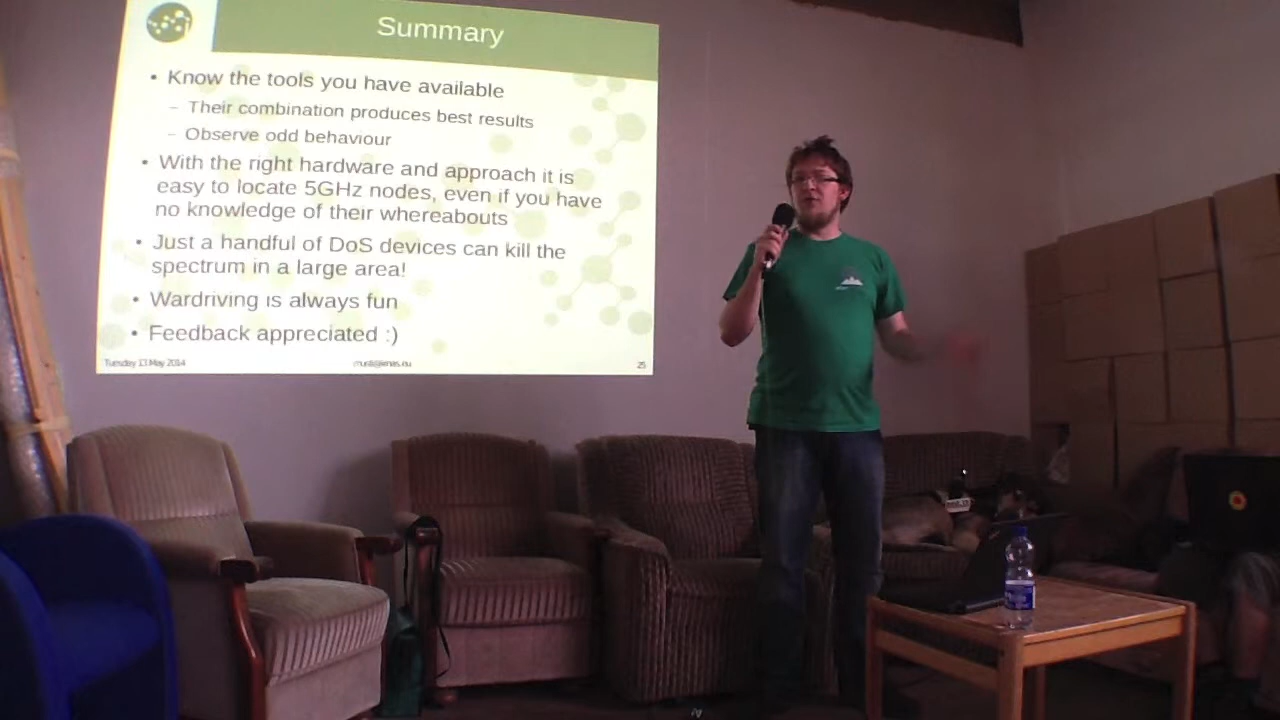 Summary
• Know the tools you have available
– Their combination produces best results
– Observe odd behaviour
• With the right hardware and approach it is
easy to locate 5GHz nodes, even if you have
no knowledge of their whereabouts
• Just a handful of DoS devices can kill the
spectrum in a large area!
• Wardriving is always fun
• Feedback appreciated :)
Tuesday 13 May 2014
25